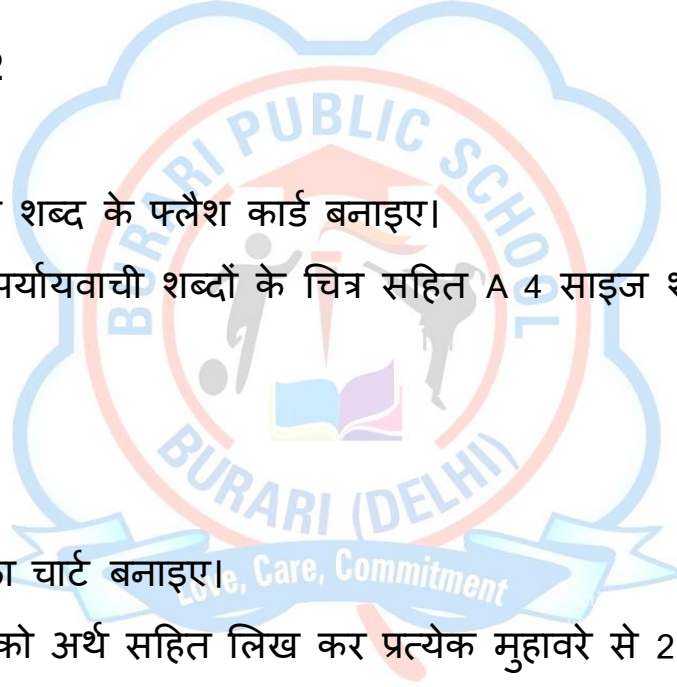 2
BURARI PUBLIC SCHOOL
शब्द के फ्लैश कार्ड बनाइए।
पर्यायवाची शब्दों के चित्र सहित A 4 साइज
BURARI (DELHI)
चार्ट बनाइए।
Love, Care, Commitment
को अर्थ सहित लिख कर प्रत्येक मुहावरे से 2